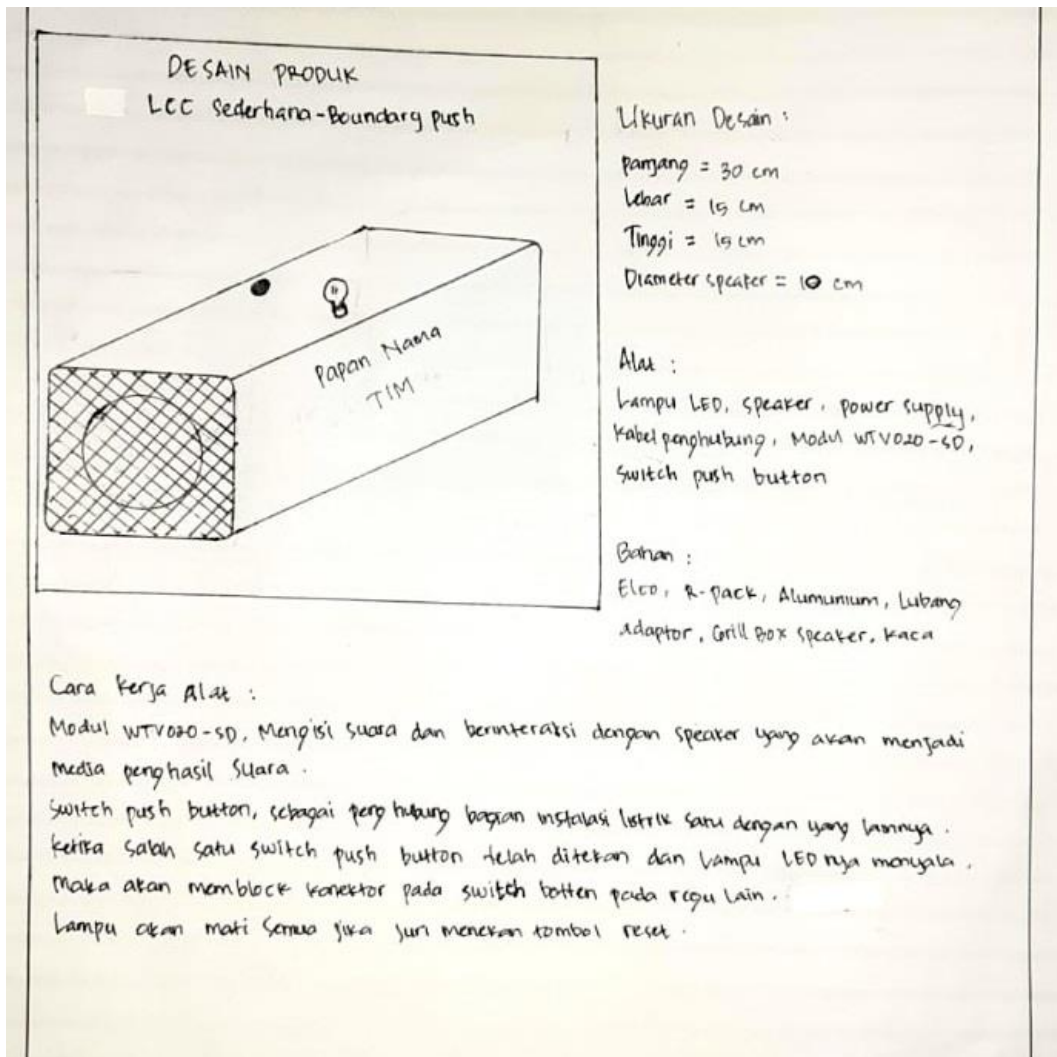 DESAIN PRODUK
LCC Sederhana-Boundary push
Papan Nama
TIM
Ukuran Desain :
panjang = 30 cm
Lebar = 15 cm
Tinggi = 15 cm
Diameter speaker = 10 cm
Alat :
Lampu LED, speaker, power supply,
kabel penghubung, Modul WTV020-SD,
Switch push button
Bahan :
Elco, R-pack, Alumunium, Lubang
adaptor, Grill Box speaker, kaca
Cara kerja Alat :
Modul WTV020-SD, Mengisi suara dan berinteraksi dengan speaker yang akan menjadi
media penghasil suara.
Switch push button, sebagai penghubung bagian instalasi listrik satu dengan yang lainnya.
ketika salah satu switch push button telah ditekan dan Lampu LED nya menyala.
maka akan memblock konektor pada switch botten pada regu lain.
Lampu akan mati semua jika juri menekan tombol reset.